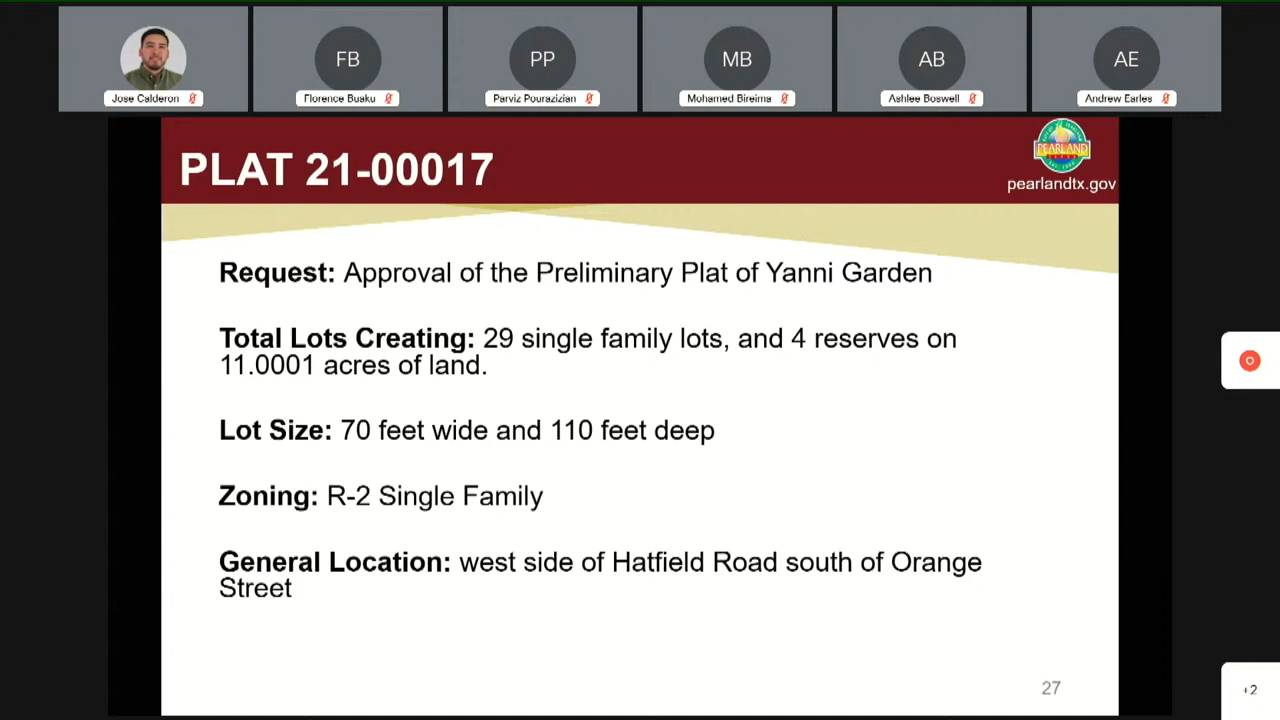 FB
PP
MB
AB
AE
Jose Calderon
Florence Buaku
Parviz Pourazizian
Mohamed Bireima
Ashlee Boswell
Andrew Earles
PLAT 21-00017
PEARLAND
pearlandtx.gov
Request: Approval of the Preliminary Plat of Yanni Garden
Total Lots Creating: 29 single family lots, and 4 reserves on
11.0001 acres of land.
Lot Size: 70 feet wide and 110 feet deep
Zoning: R-2 Single Family
General Location: west side of Hatfield Road south of Orange
Street
27
O
+2